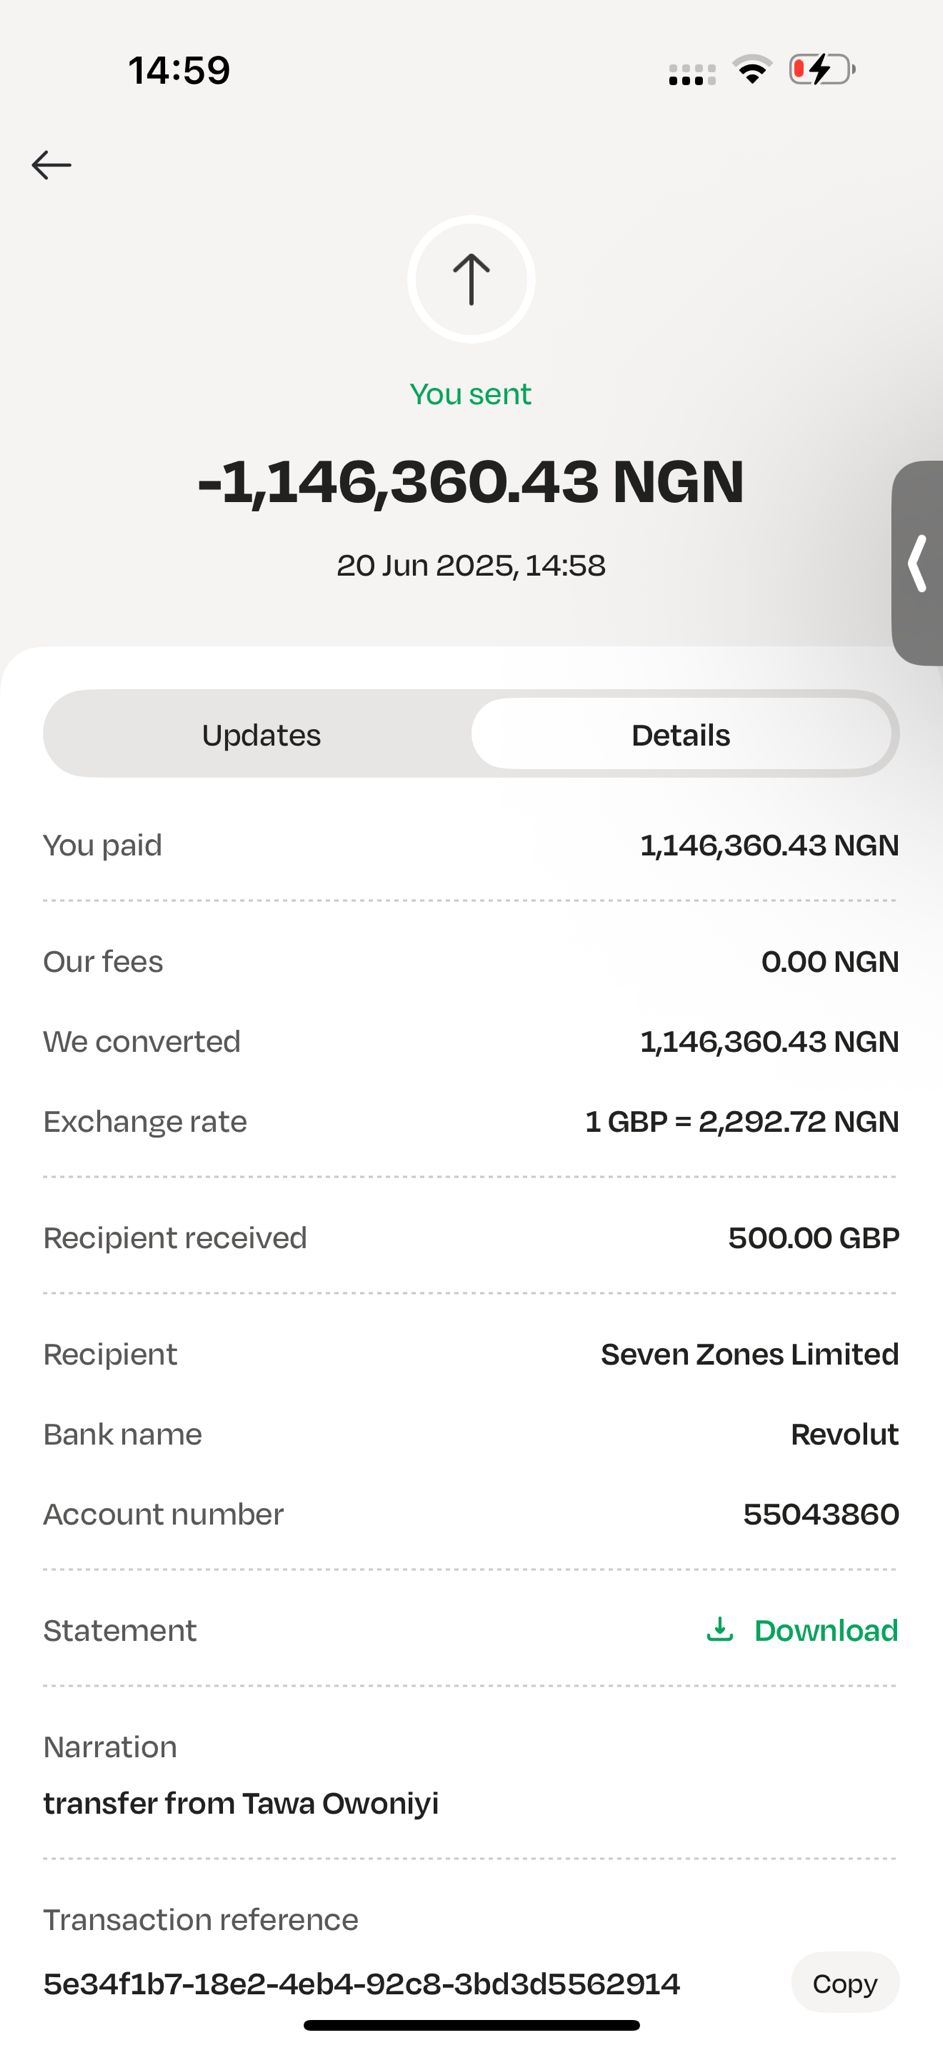 14:59
You sent
-1,146,360.43 NGN
20 Jun 2025, 14:58
Updates
Details
You paid 1,146,360.43 NGN
Our fees 0.00 NGN
We converted 1,146,360.43 NGN
Exchange rate 1 GBP = 2,292.72 NGN
Recipient received 500.00 GBP
Recipient Seven Zones Limited
Bank name Revolut
Account number 55043860
Statement Download
Narration
transfer from Tawa Owoniyi
Transaction reference
5e34f1b7-18e2-4eb4-92c8-3bd3d5562914 Copy